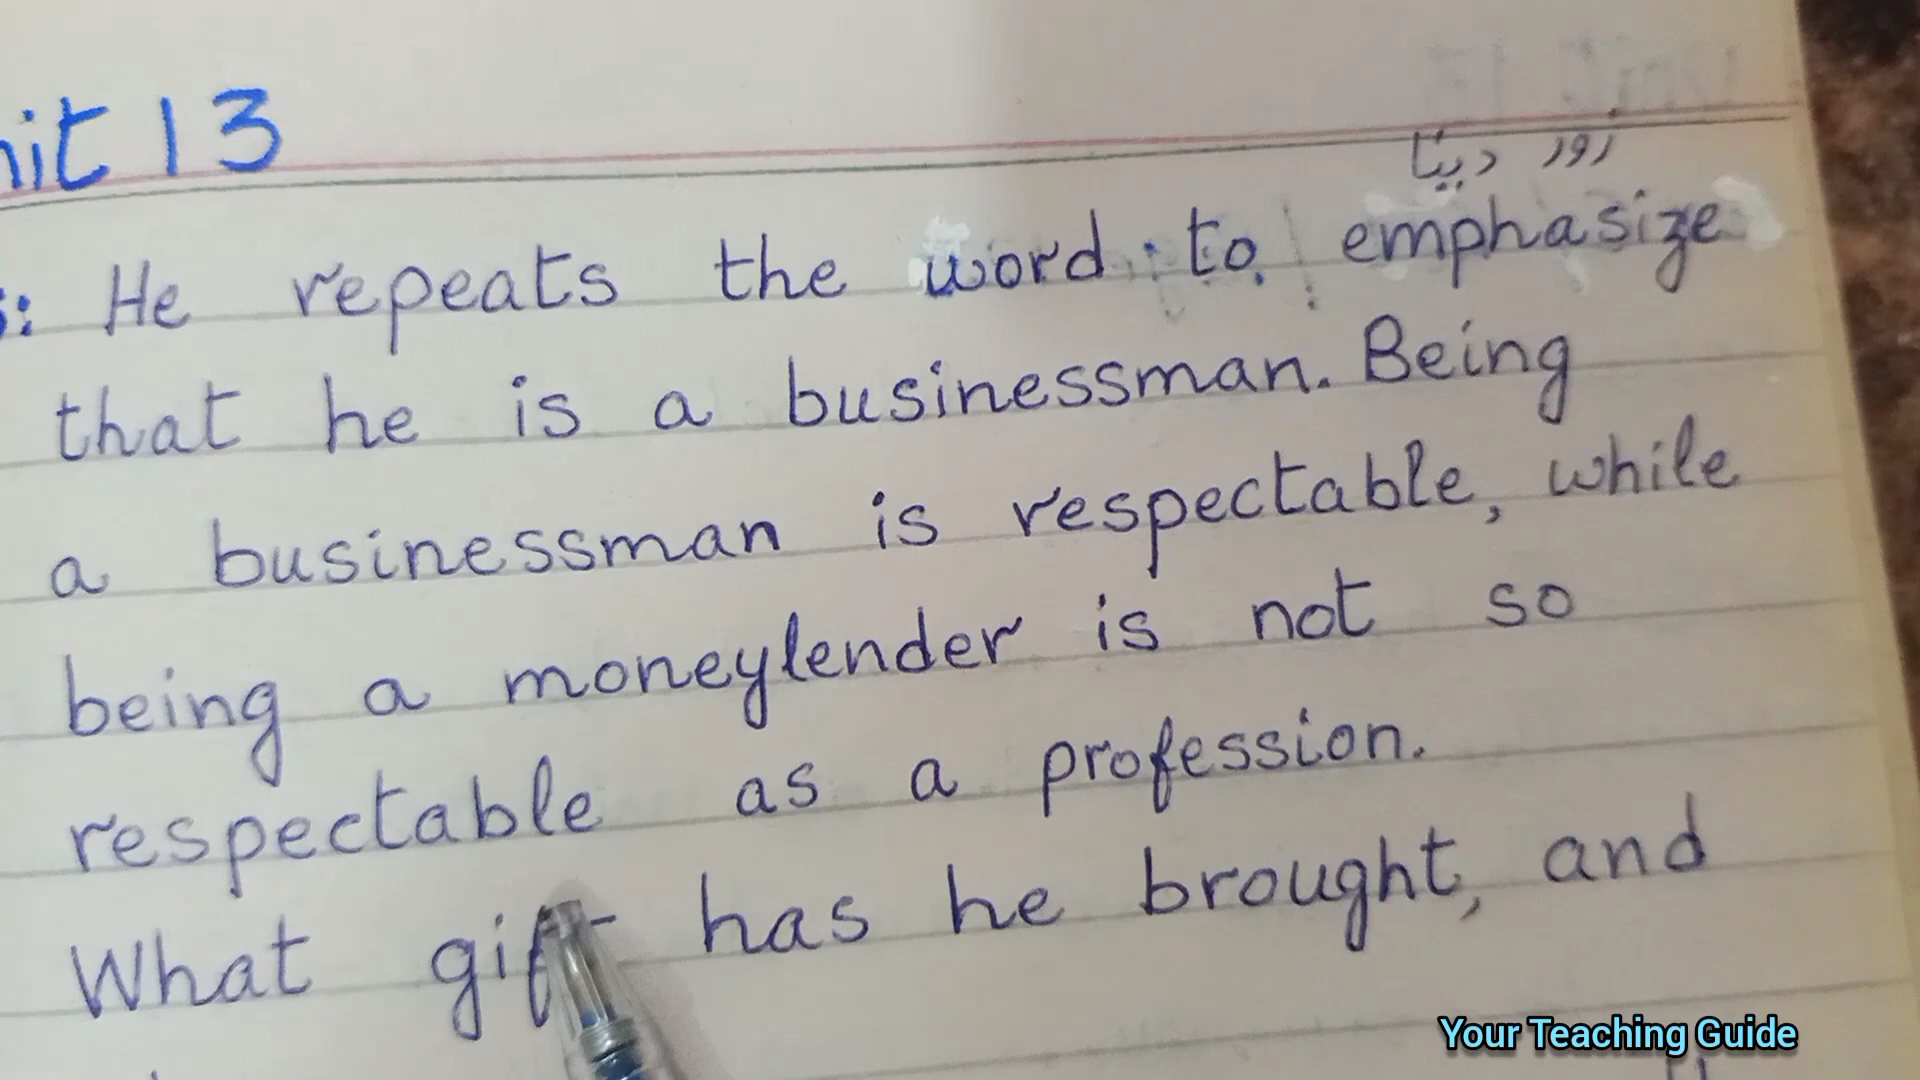 nit 13
زور دینا
s: He repeats the word to emphasize
that he is a businessman. Being
a businessman is respectable, while
being a moneylender is not so
respectable as a profession.
What gift has he brought, and
Your Teaching Guide